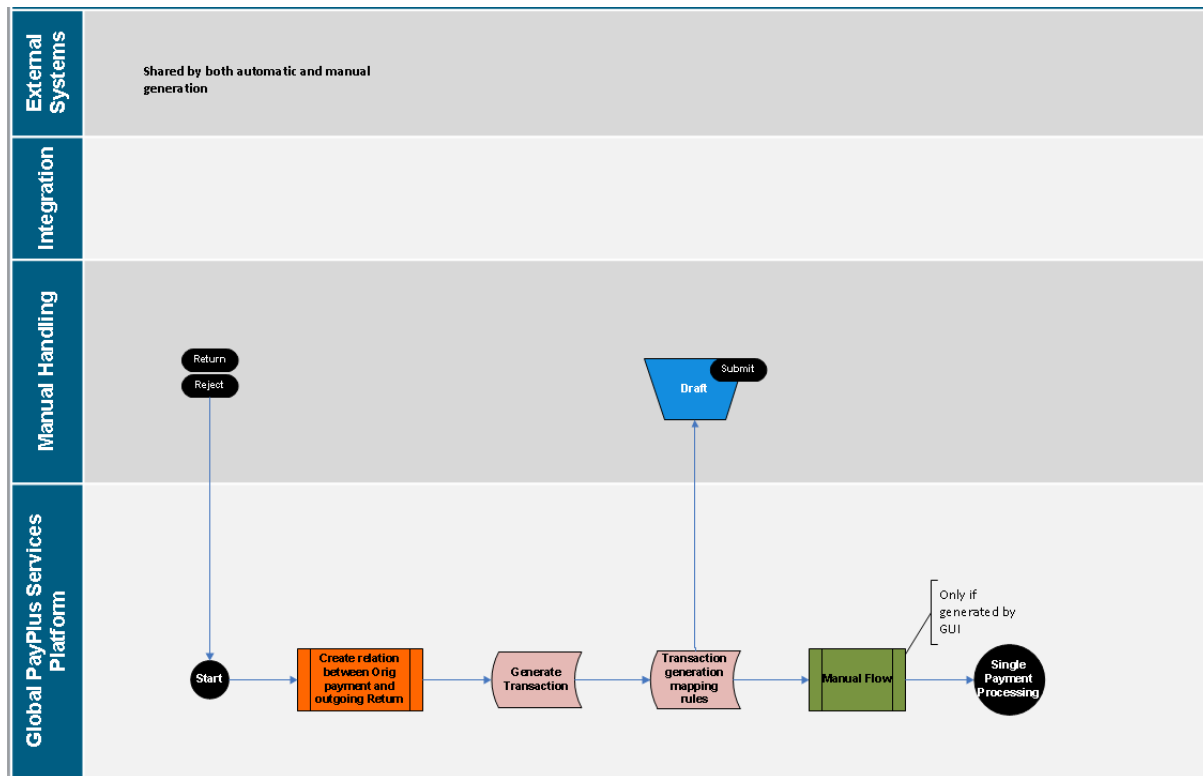 External
Systems
Shared by both automatic and manual
generation
Integration
Manual Handling
Return
Reject
Draft
Submit
Global PayPlus Services
Platform
Start
Create relation
between Orig
payment and
outgoing Return
Generate
Transaction
Transaction
generation
mapping
rules
Manual Flow
Only if
generated by
GUI
Single
Payment
Processing